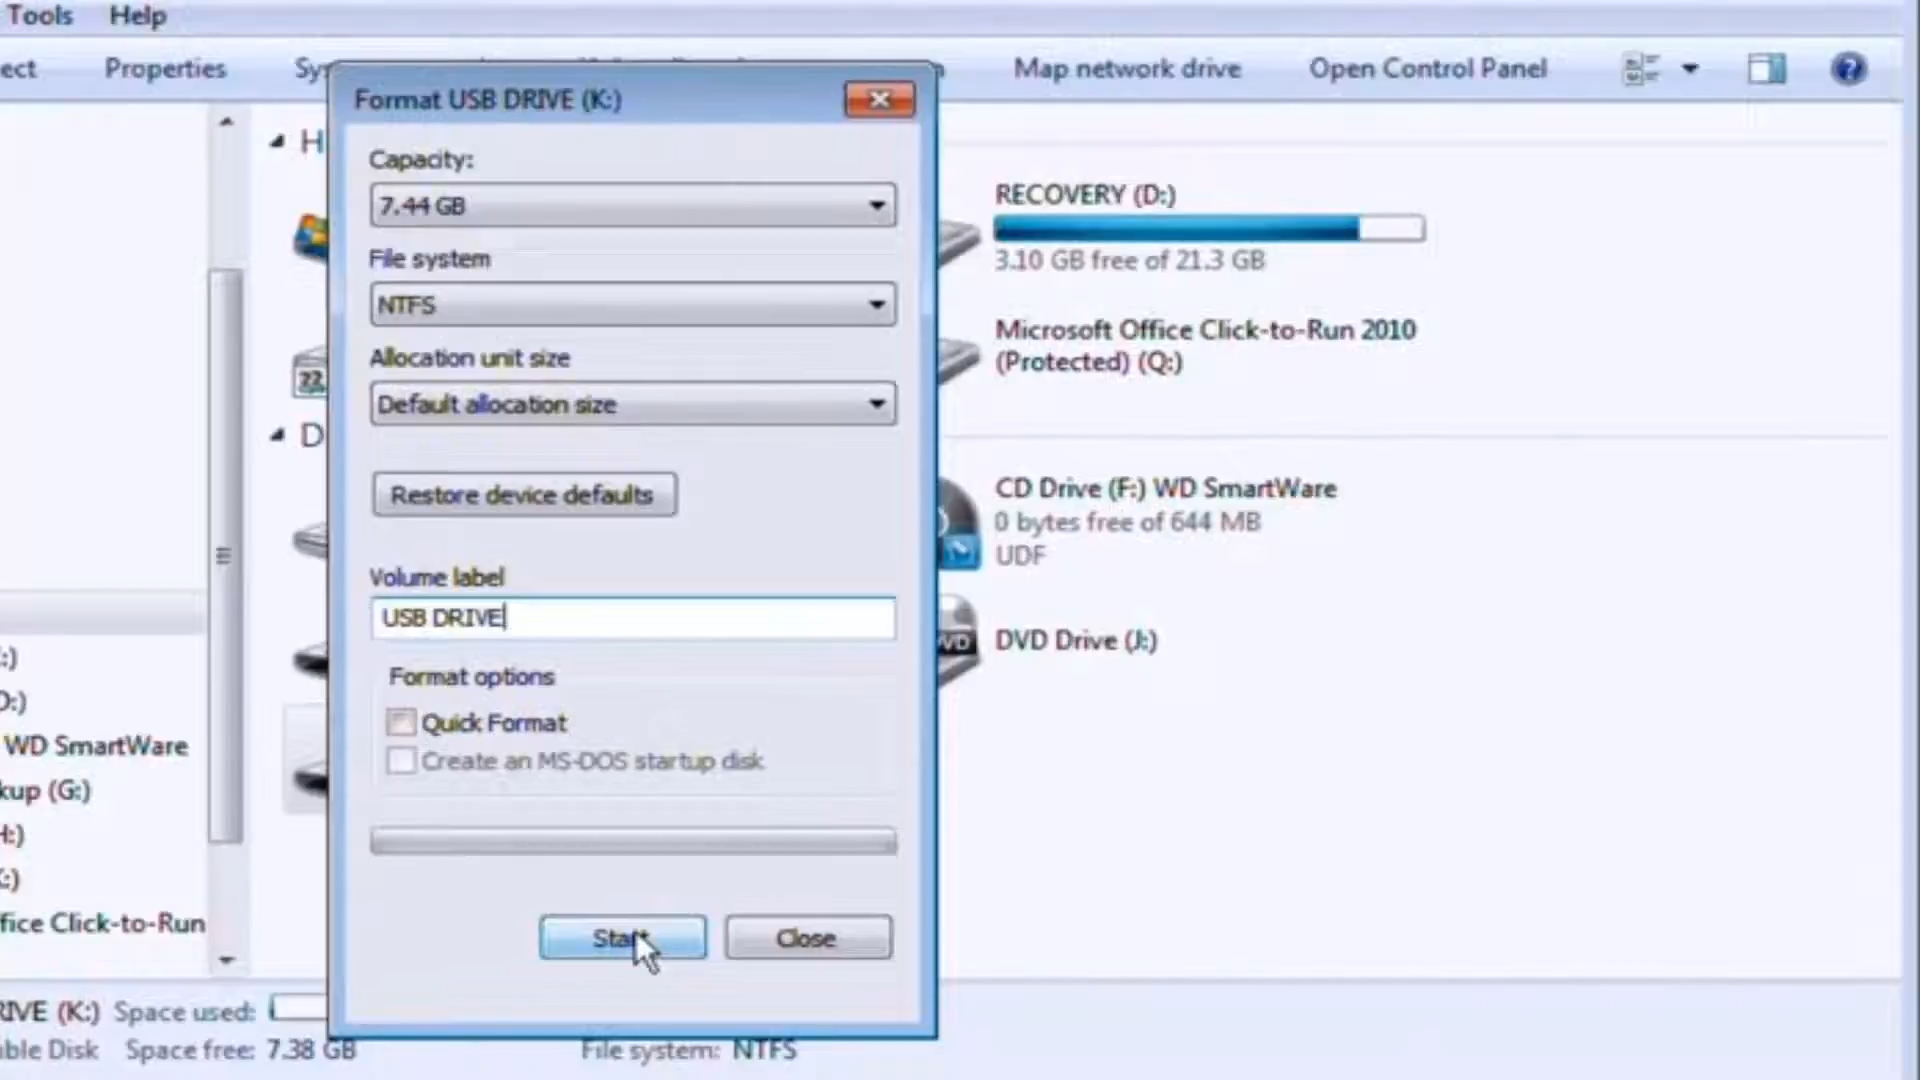 Tools Help
ect Properties Map network drive Open Control Panel
Format USB DRIVE (K:)
Capacity:
7.44 GB
File system
NTFS
Allocation unit size
Default allocation size
Restore device defaults
Volume label
USB DRIVE
Format options
Quick Format
Create an MS-DOS startup disk
Start Close
H
22
D
RECOVERY (D:)
3.10 GB free of 21.3 GB
Microsoft Office Click-to-Run 2010
(Protected) (Q:)
CD Drive (F:) WD SmartWare
0 bytes free of 644 MB
UDF
DVD Drive (J:)
:)
D:)
WD SmartWare
kup (G:)
H:)
:)
fice Click-to-Run
RIVE (K:) Space used:
ble Disk Space free: 7.38 GB File system: NTFS